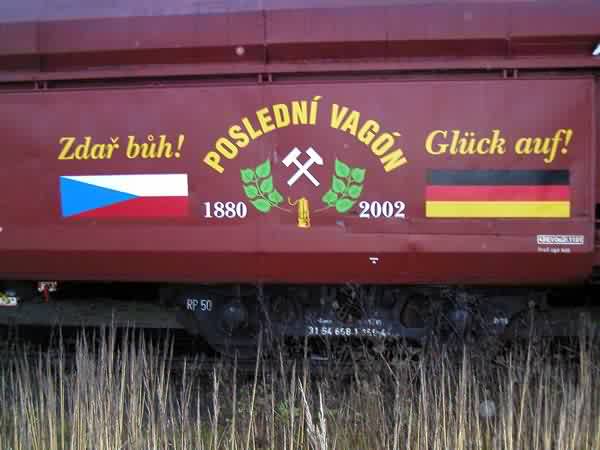 Zdař bůh!
POSLEDNÍ VAGÓN
Glück auf!
1880
2002
RP 50